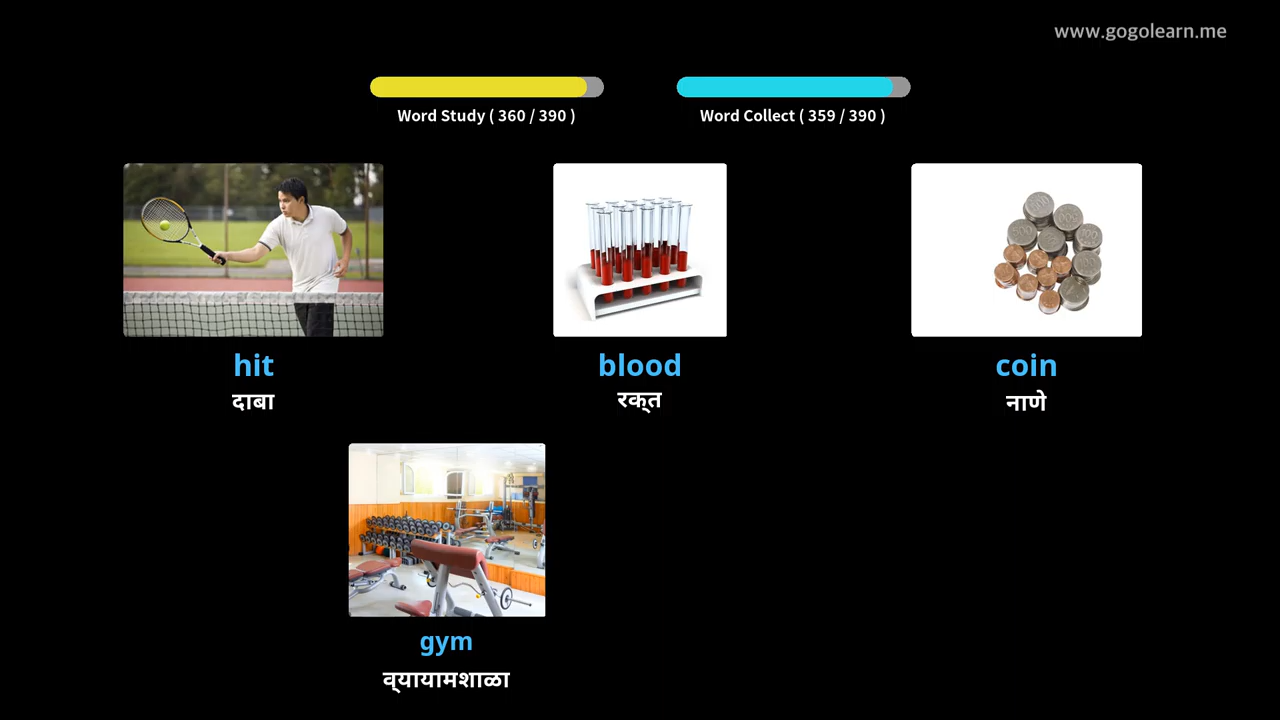 www.gogolearn.me
Word Study ( 360 / 390 )
Word Collect ( 359 / 390 )
hit
दाबा
blood
रक्त
coin
नाणे
gym
व्यायामशाळा